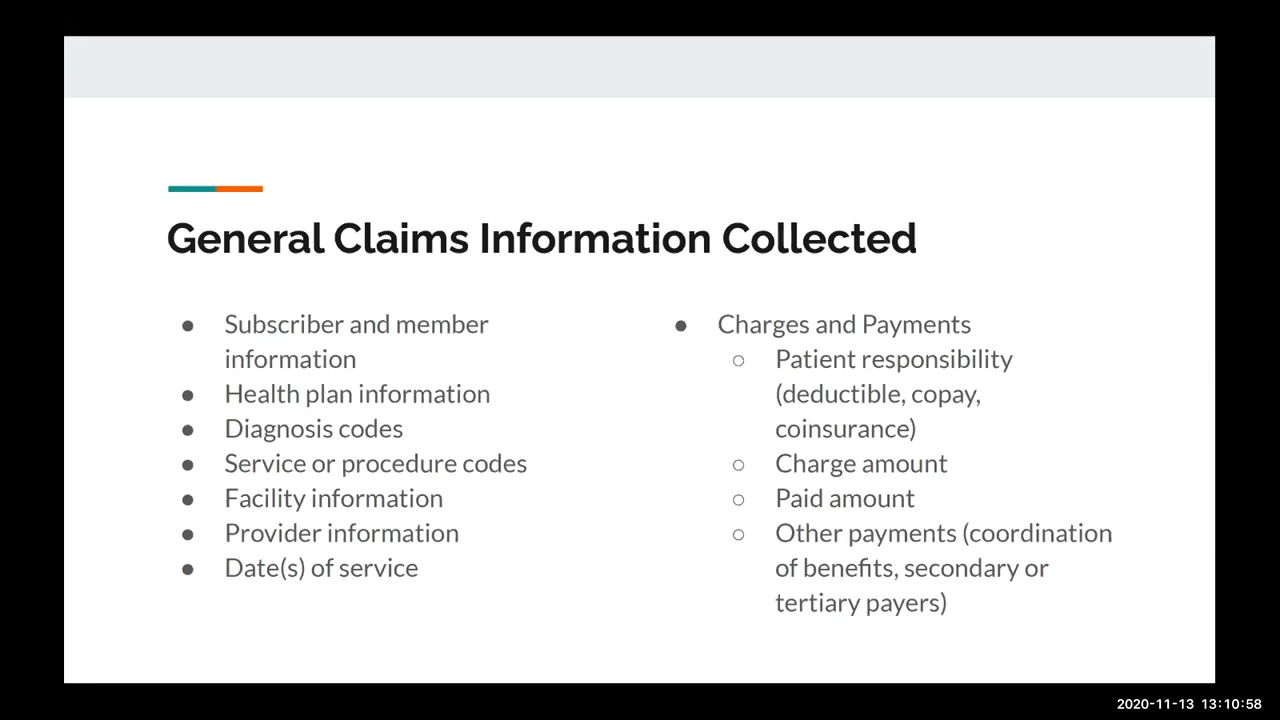 General Claims Information Collected
● Subscriber and member
information
● Health plan information
● Diagnosis codes
● Service or procedure codes
● Facility information
● Provider information
● Date(s) of service
● Charges and Payments
○ Patient responsibility
(deductible, copay,
coinsurance)
○ Charge amount
○ Paid amount
○ Other payments (coordination
of benefits, secondary or
tertiary payers)
2020-11-13 13:10:58